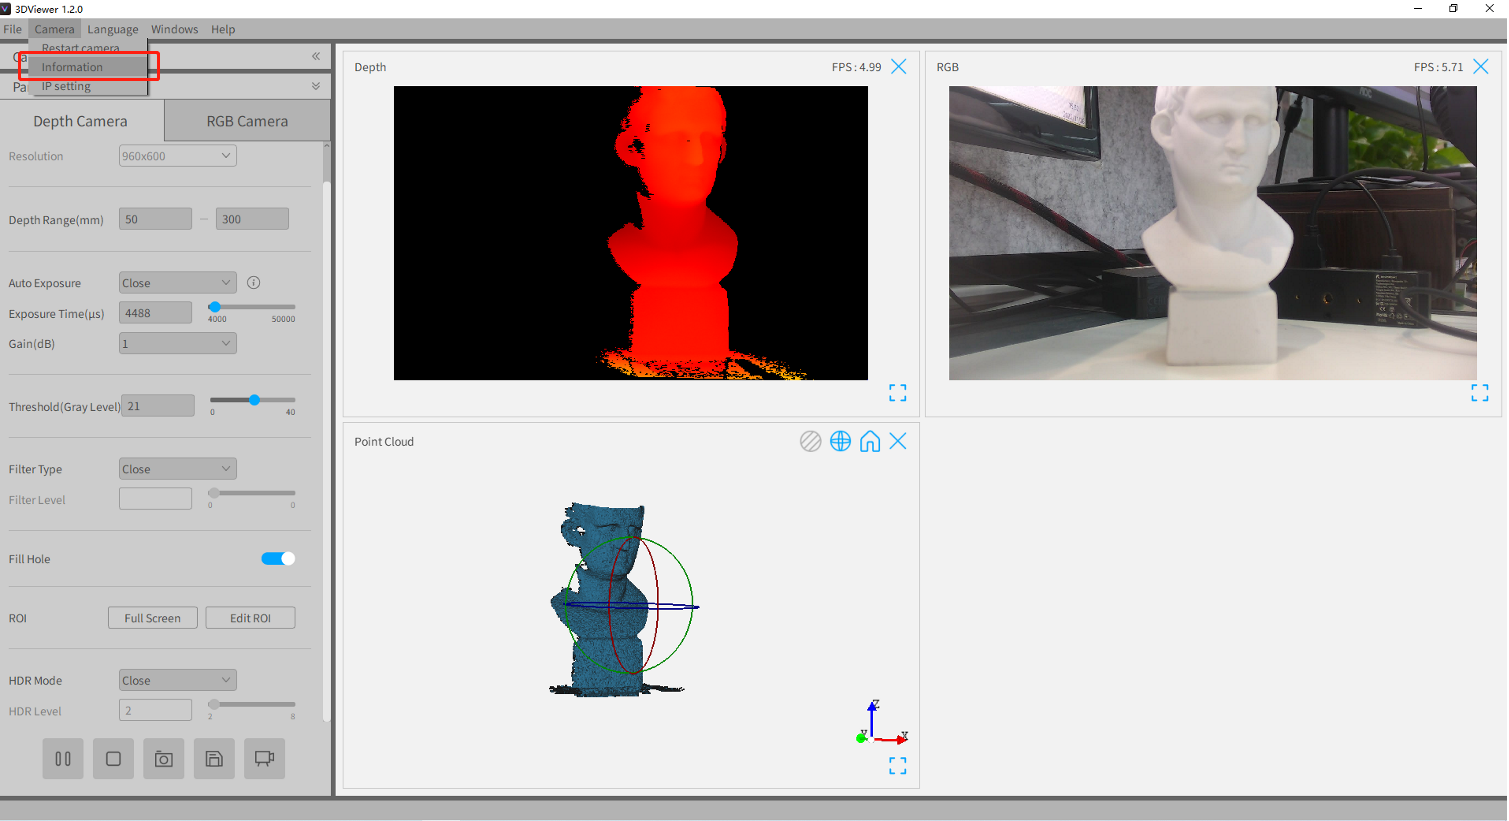 3DViewer 1.2.0
File Camera Language Windows Help
Restart camera
Ca
Information
Pa
IP setting
Depth Camera RGB Camera
Resolution 960x600
Depth Range(mm) 50 — 300
Auto Exposure Close
Exposure Time(μs) 4488
4000 50000
Gain(dB) 1
Threshold(Gray Level) 21
0 40
Filter Type Close
Filter Level
0 0
Fill Hole
ROI Full Screen Edit ROI
HDR Mode Close
HDR Level 2
2 8
Depth FPS : 4.99
RGB FPS : 5.71
AOC
Point Cloud
Z
Y X